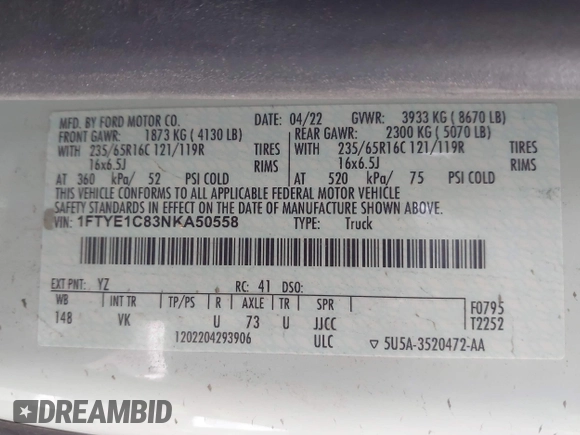 MFD. BY FORD MOTOR CO. DATE: 04/22 GVWR: 3933 KG ( 8670 LB)
FRONT GAWR: 1873 KG ( 4130 LB) REAR GAWR: 2300 KG ( 5070 LB)
WITH 235/65R16C 121/119R TIRES WITH 235/65R16C 121/119R TIRES
16x6.5J RIMS 16x6.5J RIMS
AT 360 kPa/ 52 PSI COLD AT 520 kPa/ 75 PSI COLD
THIS VEHICLE CONFORMS TO ALL APPLICABLE FEDERAL MOTOR VEHICLE
SAFETY STANDARDS IN EFFECT ON THE DATE OF MANUFACTURE SHOWN ABOVE.
VIN: 1FTYE1C83NKA50558 TYPE: Truck
EXT PNT: YZ RC: 41 DSO:
WB INT TR TP/PS R AXLE TR SPR F0795
148 VK U 73 U JJCC T2252
1202204293906 ULC ▽ 5U5A-3520472-AA
DREAMBID